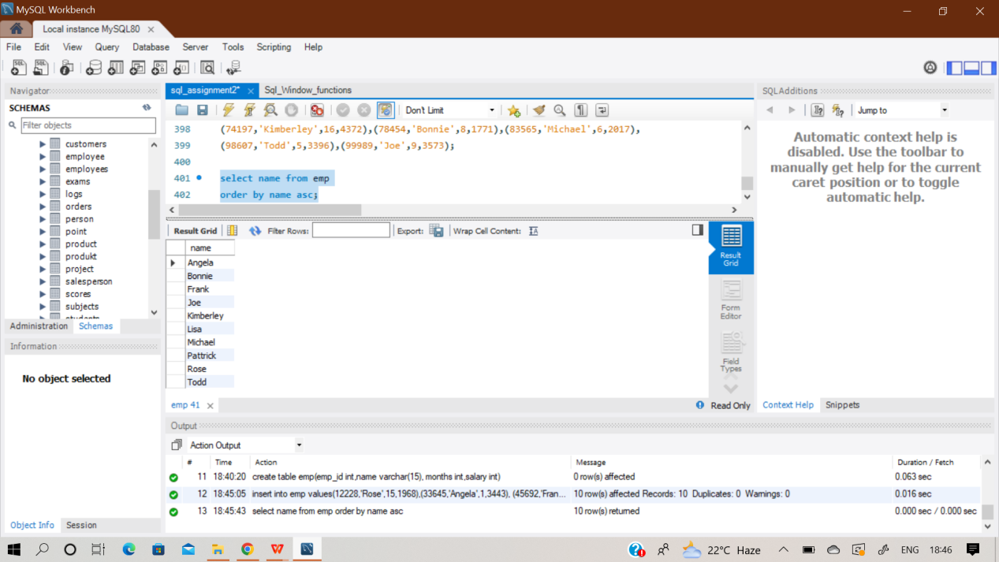 MySQL Workbench
Local instance MySQL80
File Edit View Query Database Server Tools Scripting Help
Navigator
SCHEMAS
Filter objects
customers
employee
employees
exams
logs
orders
person
point
product
produkt
project
salesperson
scores
subjects
students
Administration Schemas
Information
No object selected
Object Info Session
sql_assignment2* Sql_Window_functions
Don't Limit
398 (74197,'Kimberley',16,4372),(78454,'Bonnie',8,1771),(83565,'Michael',6,2017),
399 (98607,'Todd',5,3396),(99989,'Joe',9,3573);
400
401 select name from emp
402 order by name asc;
Result Grid Filter Rows: Export: Wrap Cell Content:
name
Angela
Bonnie
Frank
Joe
Kimberley
Lisa
Michael
Pattrick
Rose
Todd
Result
Grid
Form
Editor
Field
Types
emp 41 Read Only
SQLAdditions
Jump to
Automatic context help is
disabled. Use the toolbar to
manually get help for the current
caret position or to toggle
automatic help.
Context Help Snippets
Output
Action Output
# Time Action Message Duration / Fetch
11 18:40:20 create table emp(emp_id int,name varchar(15), months int,salary int) 0 row(s) affected 0.063 sec
12 18:45:05 insert into emp values(12228,'Rose',15,1968),(33645,'Angela',1,3443), (45692,'Fran... 10 row(s) affected Records: 10 Duplicates: 0 Warnings: 0 0.016 sec
13 18:45:43 select name from emp order by name asc 10 row(s) returned 0.000 sec / 0.000 sec
22°C Haze ENG 18:46